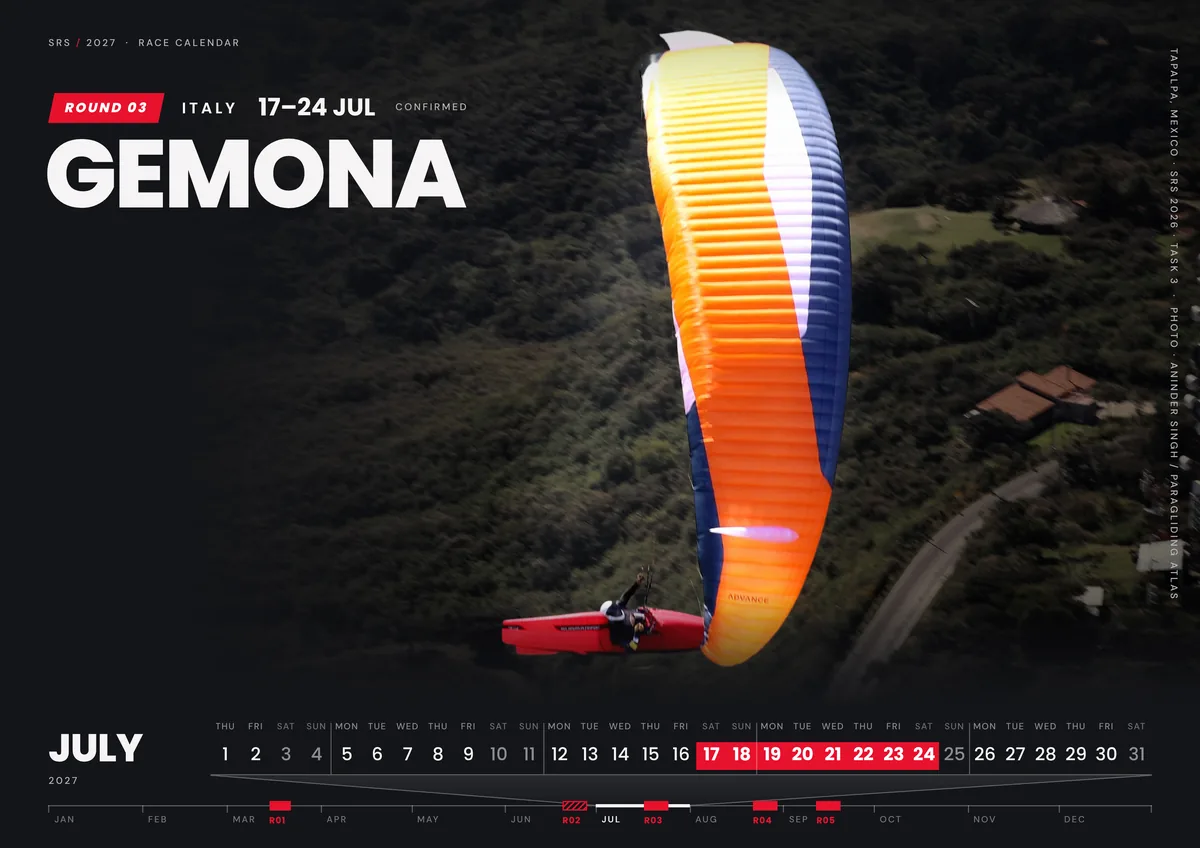 SRS / 2027 · RACE CALENDAR
ROUND 03 ITALY 17–24 JUL CONFIRMED
GEMONA
TAPALPA, MEXICO · SRS 2026 · TASK 3 · PHOTO · ANINDER SINGH / PARAGLIDING ATLAS
ADVANCE
JULY
2027
THU FRI SAT SUN MON TUE WED THU FRI SAT SUN MON TUE WED THU FRI SAT SUN MON TUE WED THU FRI SAT SUN MON TUE WED THU FRI SAT
1 2 3 4 5 6 7 8 9 10 11 12 13 14 15 16 17 18 19 20 21 22 23 24 25 26 27 28 29 30 31
JAN FEB MAR R01 APR MAY JUN R02 JUL R03 AUG R04 SEP R05 OCT NOV DEC